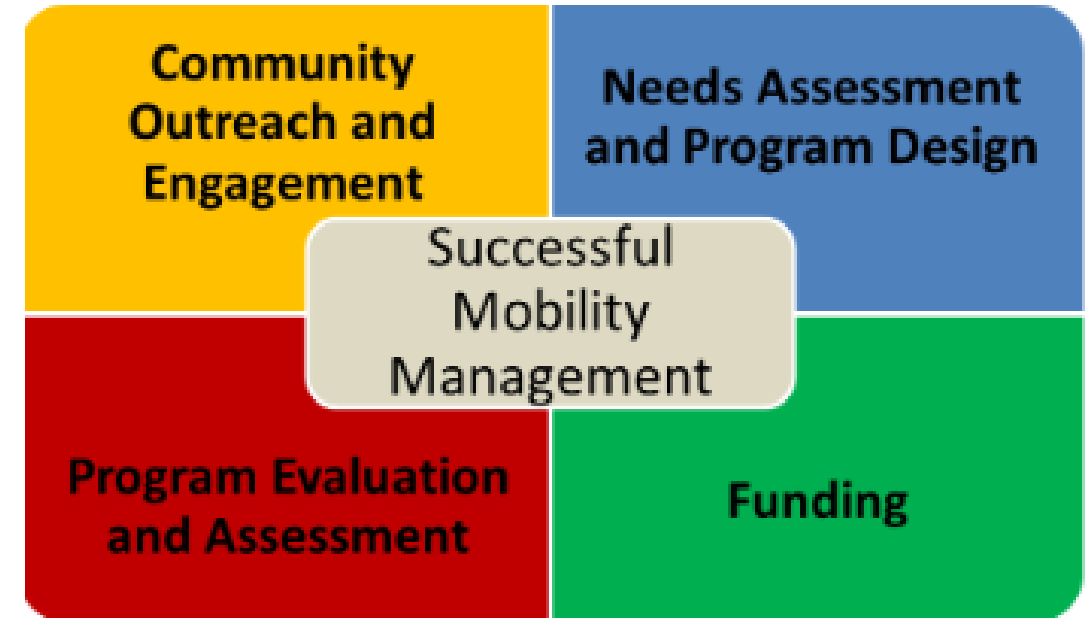 Community
Outreach and
Engagement
Needs Assessment
and Program Design
Successful
Mobility
Management
Program Evaluation
and Assessment
Funding